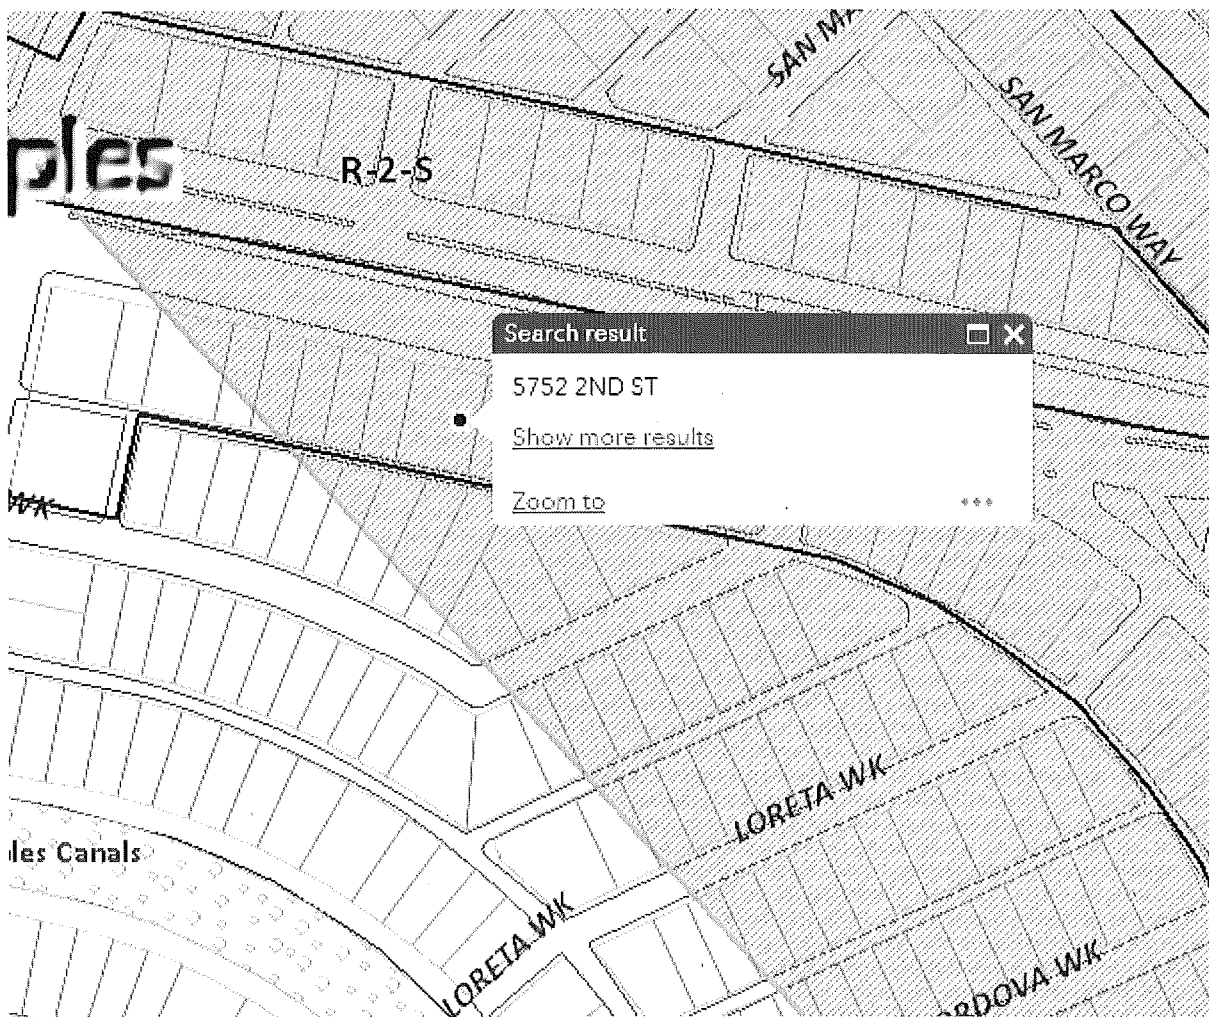 SAN MA
SAN MARCO WAY
ples
R-2-S
Search result
5752 2ND ST
Show more results
Zoom to
WK
LORETA WK
les Canals
LORETA WK
RDOVA WK